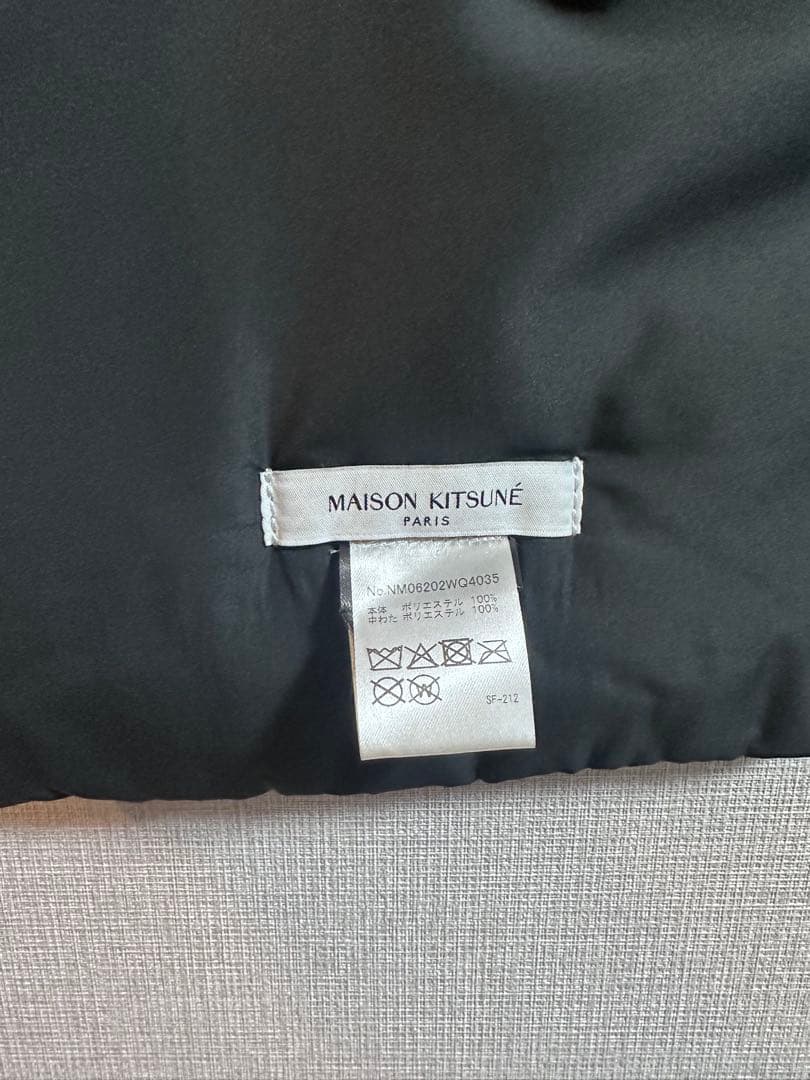 MAISON KITSUNÉ
PARIS
No.NM06202WQ4035
本体 ポリエステル 100%
中わた ポリエステル 100%
W
SF-212